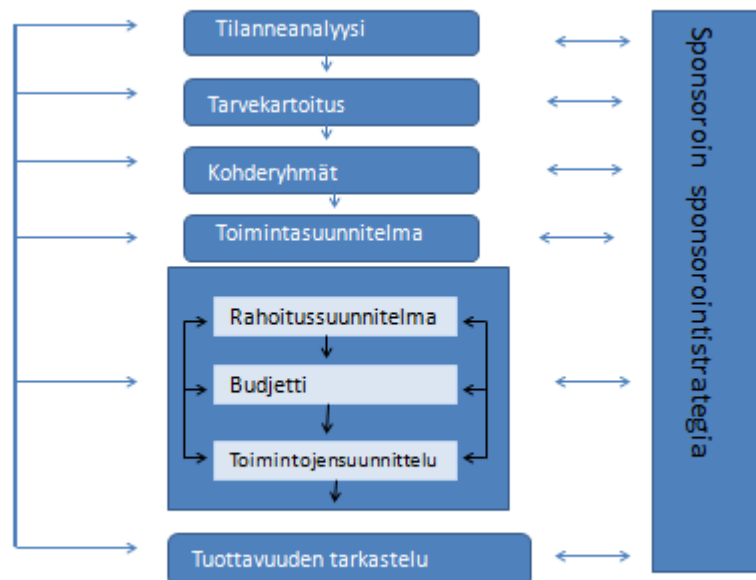 Tilanneanalyysi
Tarvekartoitus
Kohderyhmät
Toimintasuunnitelma
Rahoitussuunnitelma
Budjetti
Toimintojensuunnittelu
Tuottavuuden tarkastelu
Sponsoroin sponsorointistrategia